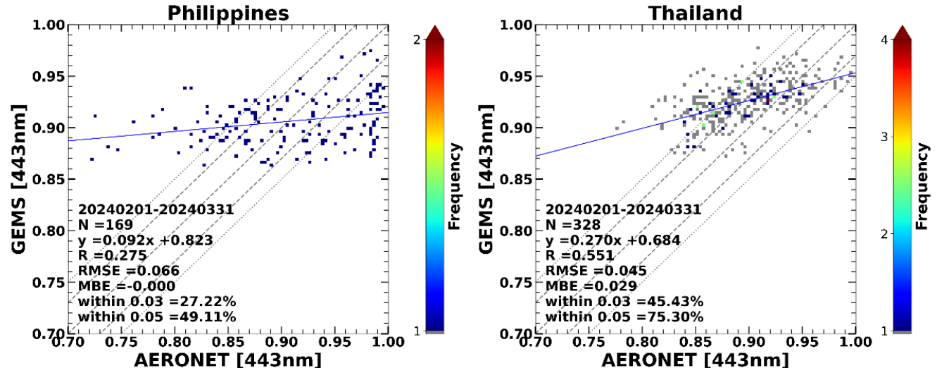 Philippines
1.00
0.95
0.90
0.85
0.80
0.75
0.70
GEMS [443nm]
20240201-20240331
N =169
y =0.092x +0.823
R =0.275
RMSE =0.066
MBE =-0.000
within 0.03 =27.22%
within 0.05 =49.11%
0.70 0.75 0.80 0.85 0.90 0.95 1.00
AERONET [443nm]
2
1
Frequency
Thailand
1.00
0.95
0.90
0.85
0.80
0.75
0.70
GEMS [443nm]
20240201-20240331
N =328
y =0.270x +0.684
R =0.551
RMSE =0.045
MBE =0.029
within 0.03 =45.43%
within 0.05 =75.30%
0.70 0.75 0.80 0.85 0.90 0.95 1.00
AERONET [443nm]
4
3
2
1
Frequency